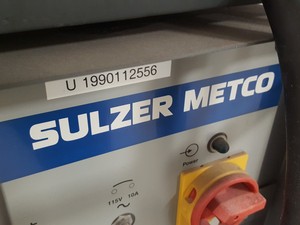 U 1990112556
SULZER METCO
Power
115V 10A